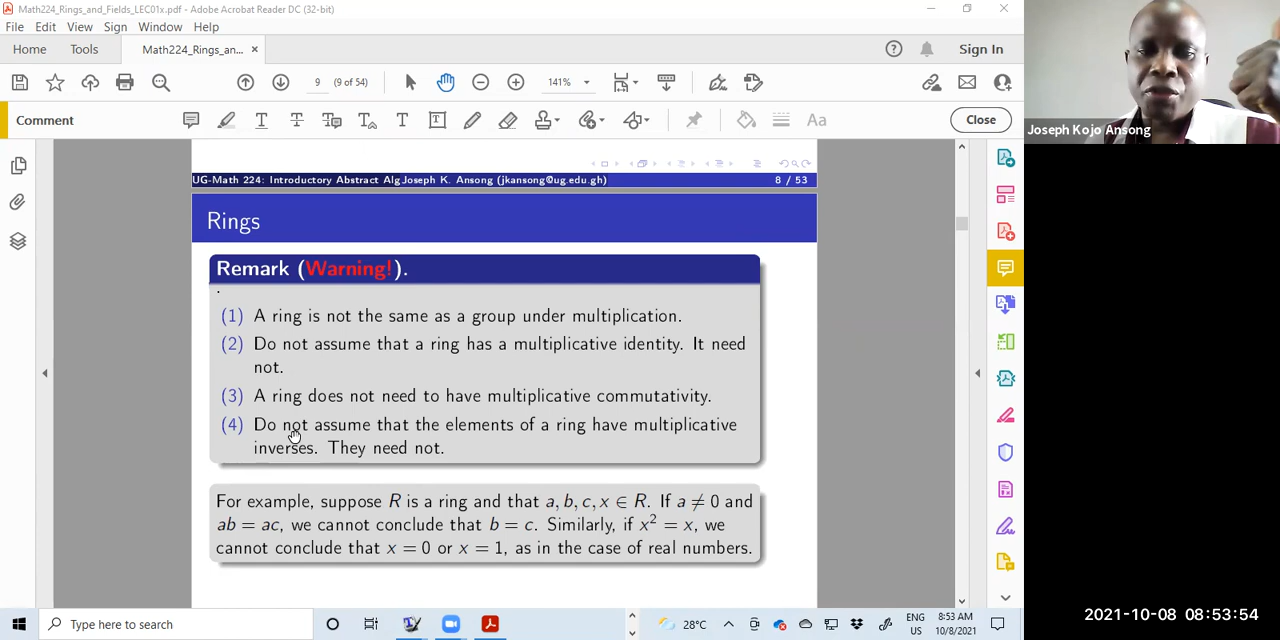 Math224_Rings_and_Fields_LEC01x.pdf - Adobe Acrobat Reader DC (32-bit)
File Edit View Sign Window Help
Home Tools Math224_Rings_an... × Sign In
9 (9 of 54) 141%
Comment Close
UG-Math 224: Introductory Abstract Alg Joseph K. Ansong (jkansong@ug.edu.gh) 8 / 53
Rings
Remark (Warning!).
.
(1) A ring is not the same as a group under multiplication.
(2) Do not assume that a ring has a multiplicative identity. It need
not.
(3) A ring does not need to have multiplicative commutativity.
(4) Do not assume that the elements of a ring have multiplicative
inverses. They need not.
For example, suppose R is a ring and that a, b, c, x ∈ R. If a ≠ 0 and
ab = ac, we cannot conclude that b = c. Similarly, if x² = x, we
cannot conclude that x = 0 or x = 1, as in the case of real numbers.
Joseph Kojo Ansong
Type here to search
28°C
ENG
US
8:53 AM
10/8/2021
2021-10-08 08:53:54